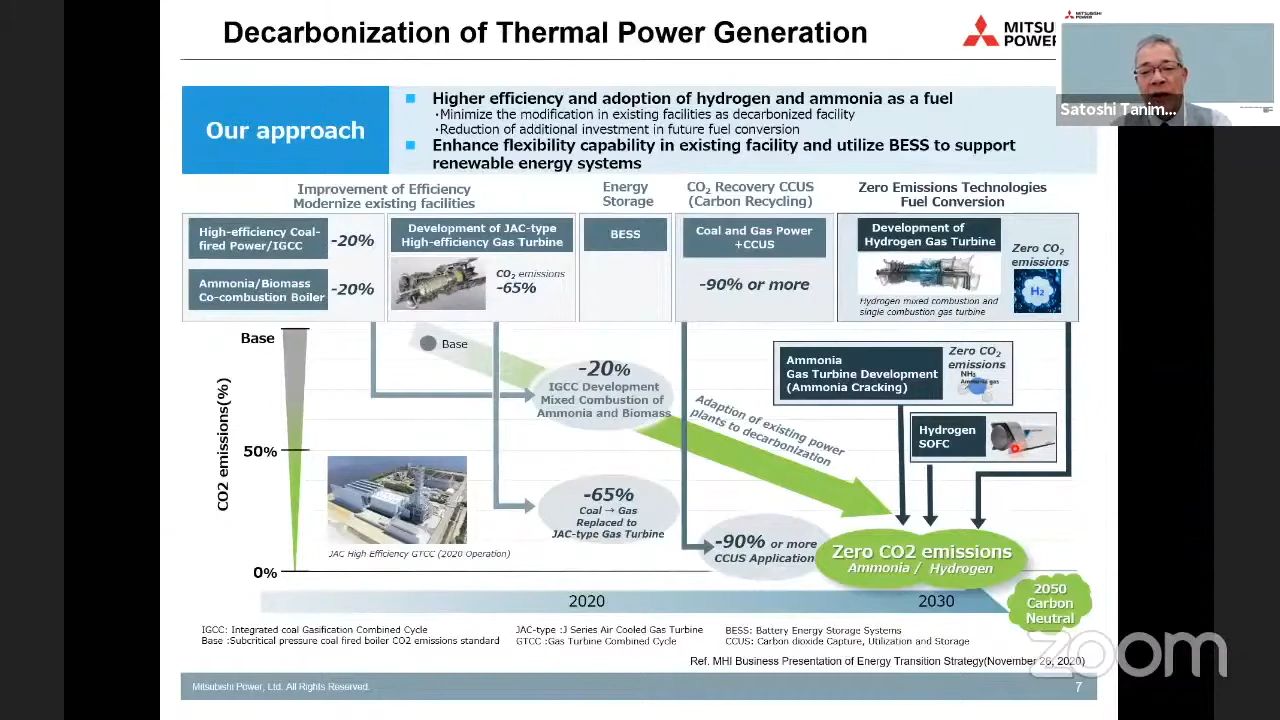 Decarbonization of Thermal Power Generation
MITSU
POWER
MITSUBISHI
POWER
Satoshi Tanim...
Our approach
Higher efficiency and adoption of hydrogen and ammonia as a fuel
・Minimize the modification in existing facilities as decarbonized facility
・Reduction of additional investment in future fuel conversion
Enhance flexibility capability in existing facility and utilize BESS to support
renewable energy systems
Improvement of Efficiency
Modernize existing facilities
Energy
Storage
CO2 Recovery CCUS
(Carbon Recycling)
Zero Emissions Technologies
Fuel Conversion
High-efficiency Coal-
fired Power/IGCC
-20%
Ammonia/Biomass
Co-combustion Boiler
-20%
Development of JAC-type
High-efficiency Gas Turbine
CO2 emissions
-65%
BESS
Coal and Gas Power
+CCUS
-90% or more
Development of
Hydrogen Gas Turbine
Zero CO2
emissions
H2
Hydrogen mixed combustion and
single combustion gas turbine
Base
50%
0%
CO2 emissions(%)
Base
-20%
IGCC Development
Mixed Combustion of
Ammonia and Biomass
Adaption of existing power
plants to decarbonization
Ammonia
Gas Turbine Development
(Ammonia Cracking)
Zero CO2
emissions
NH3
Ammonia gas
Hydrogen
SOFC
JAC High Efficiency GTCC (2020 Operation)
-65%
Coal → Gas
Replaced to
JAC-type Gas Turbine
-90% or more
CCUS Application
Zero CO2 emissions
Ammonia / Hydrogen
2020
2030
2050
Carbon
Neutral
IGCC: Integrated coal Gasification Combined Cycle
Base :Subcritical pressure coal fired boiler CO2 emissions standard
JAC-type :J Series Air Cooled Gas Turbine
GTCC :Gas Turbine Combined Cycle
BESS: Battery Energy Storage Systems
CCUS: Carbon dioxide Capture, Utilization and Storage
Ref. MHI Business Presentation of Energy Transition Strategy(November 26, 2020)
zoom
Mitsubishi Power, Ltd. All Rights Reserved.
7